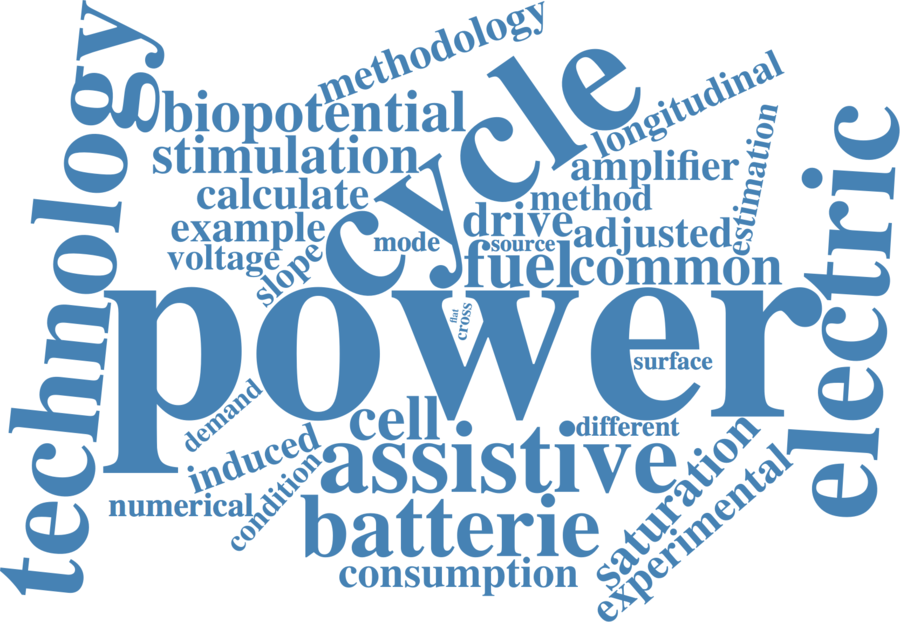 methodology
technology
biopotential
cycle
longitudinal
stimulation
amplifier
estimation
electric
calculate
method
example
drive
adjusted
mode
source
voltage
slope
fuel
common
power
flat
cross
surface
demand
cell
different
induced
assistive
saturation
condition
experimental
numerical
batterie
consumption